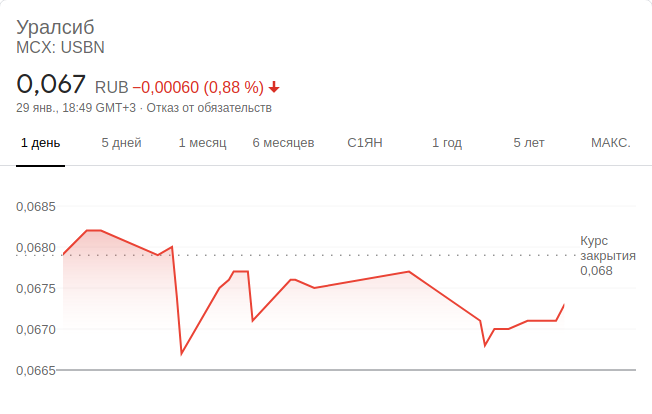 Уралсиб
MCX: USBN
0,067 RUB −0,00060 (0,88 %)
29 янв., 18:49 GMT+3 · Отказ от обязательств
1 день 5 дней 1 месяц 6 месяцев С1ЯН 1 год 5 лет МАКС.
0,0685
0,0680
0,0675
0,0670
0,0665
Курс
закрытия
0,068